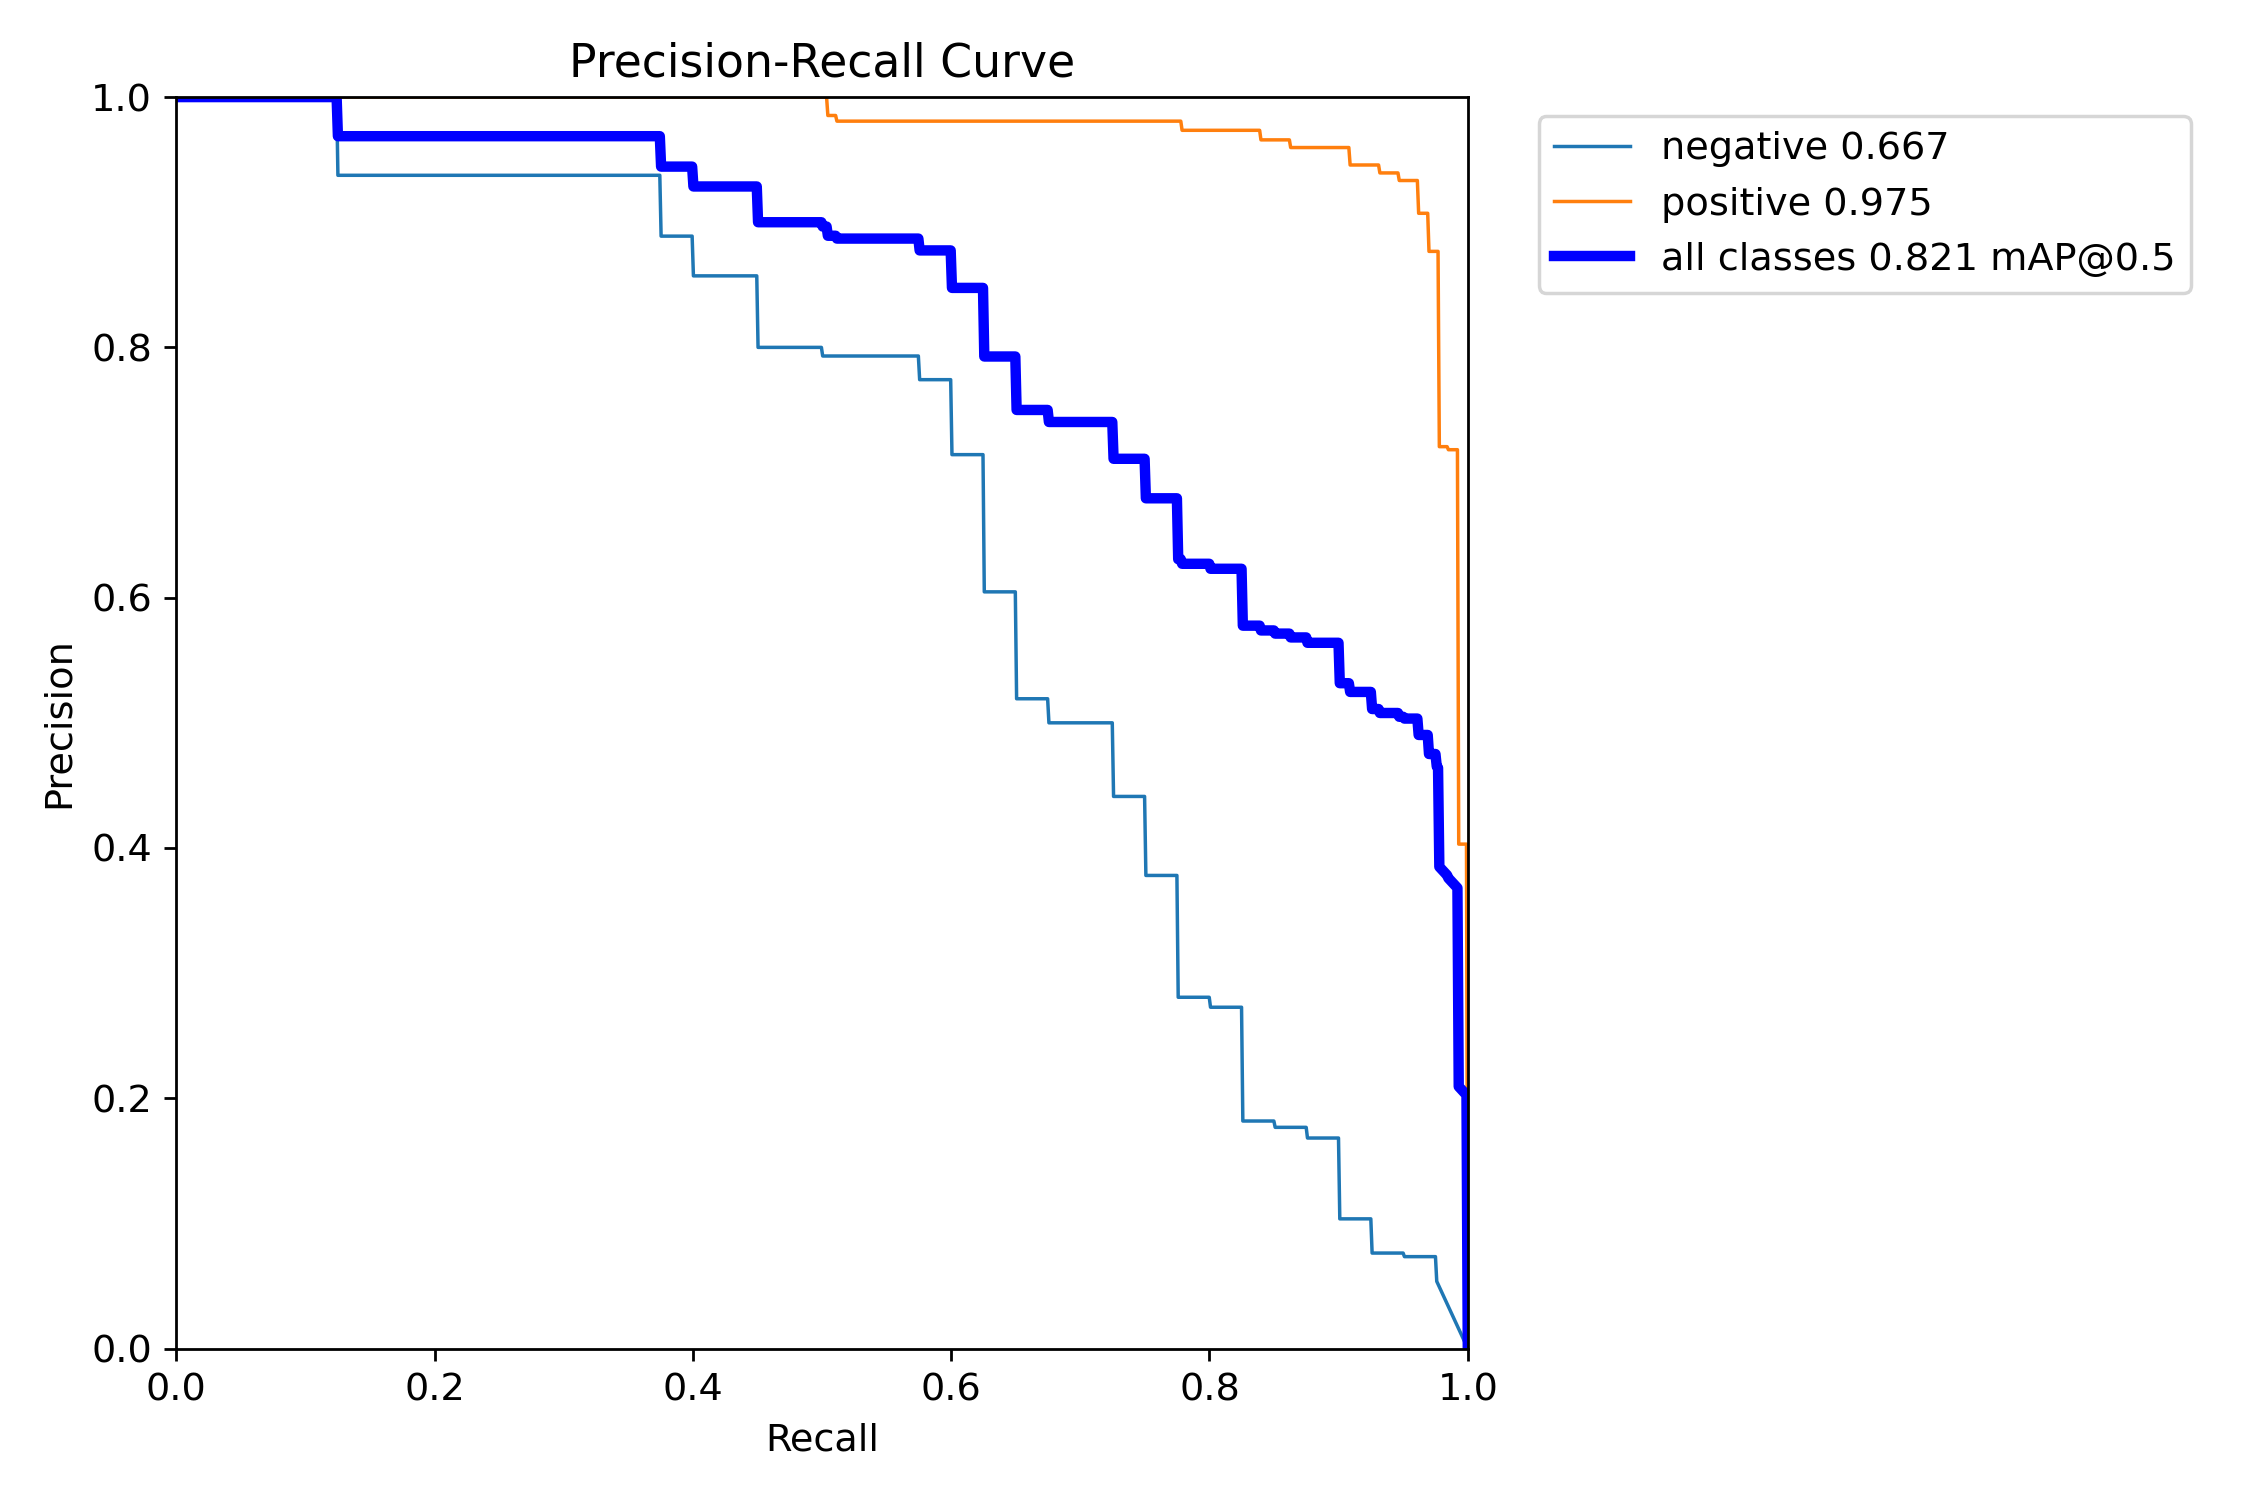 Precision-Recall Curve
1.0
0.8
0.6
0.4
0.2
0.0
Precision
0.0 0.2 0.4 0.6 0.8 1.0
Recall
negative 0.667
positive 0.975
all classes 0.821 mAP@0.5